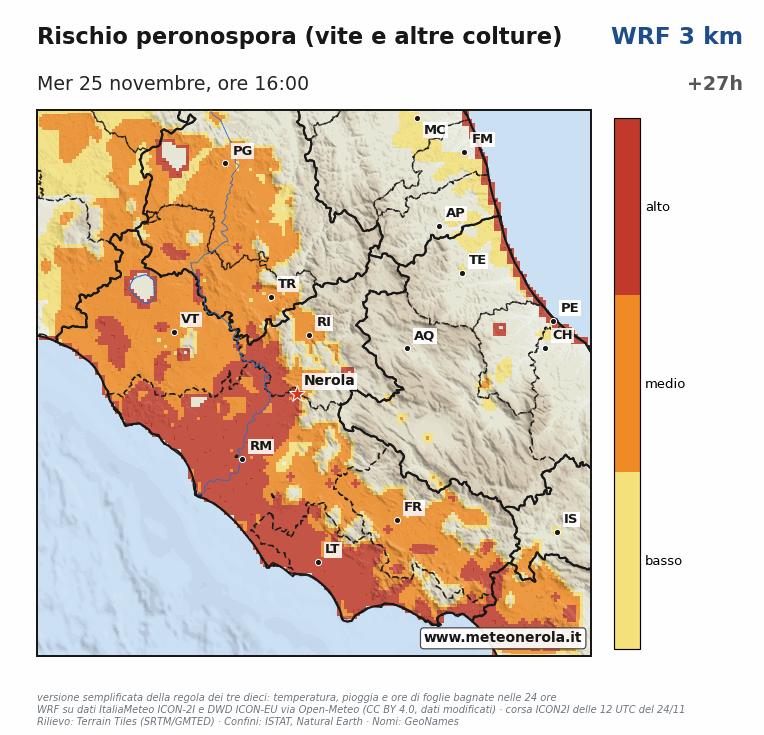 Rischio peronospora (vite e altre colture)
WRF 3 km
Mer 25 novembre, ore 16:00
+27h
MC
FM
PG
AP
TE
TR
PE
VT
RI
AQ
CH
Nerola
RM
FR
IS
LT
www.meteonerola.it
alto
medio
basso
versione semplificata della regola dei tre dieci: temperatura, pioggia e ore di foglie bagnate nelle 24 ore
WRF su dati ItaliaMeteo ICON-2I e DWD ICON-EU via Open-Meteo (CC BY 4.0, dati modificati) · corsa ICON2I delle 12 UTC del 24/11
Rilievo: Terrain Tiles (SRTM/GMTED) · Confini: ISTAT, Natural Earth · Nomi: GeoNames